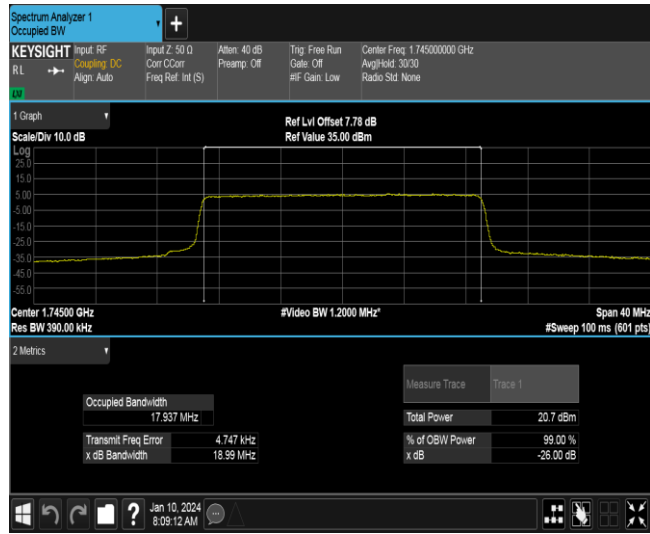 Spectrum Analyzer 1
Occupied BW
+
KEYSIGHT
RL
LXI
Input: RF
Coupling: DC
Align: Auto
Input Z: 50 Ω
Corr CCorr
Freq Ref: Int (S)
Atten: 40 dB
Preamp: Off
Trig: Free Run
Gate: Off
#IF Gain: Low
Center Freq: 1.745000000 GHz
Avg|Hold: 30/30
Radio Std: None
1 Graph
Scale/Div 10.0 dB
Ref Lvl Offset 7.78 dB
Ref Value 35.00 dBm
Log
25.0
15.0
5.00
-5.00
-15.0
-25.0
-35.0
-45.0
-55.0
Center 1.74500 GHz
#Video BW 1.2000 MHz*
Span 40 MHz
Res BW 390.00 kHz
#Sweep 100 ms (601 pts)
2 Metrics
Measure Trace Trace 1
Occupied Bandwidth
17.937 MHz
Total Power 20.7 dBm
Transmit Freq Error 4.747 kHz
% of OBW Power 99.00 %
x dB Bandwidth 18.99 MHz
x dB -26.00 dB
?
Jan 10, 2024
8:09:12 AM